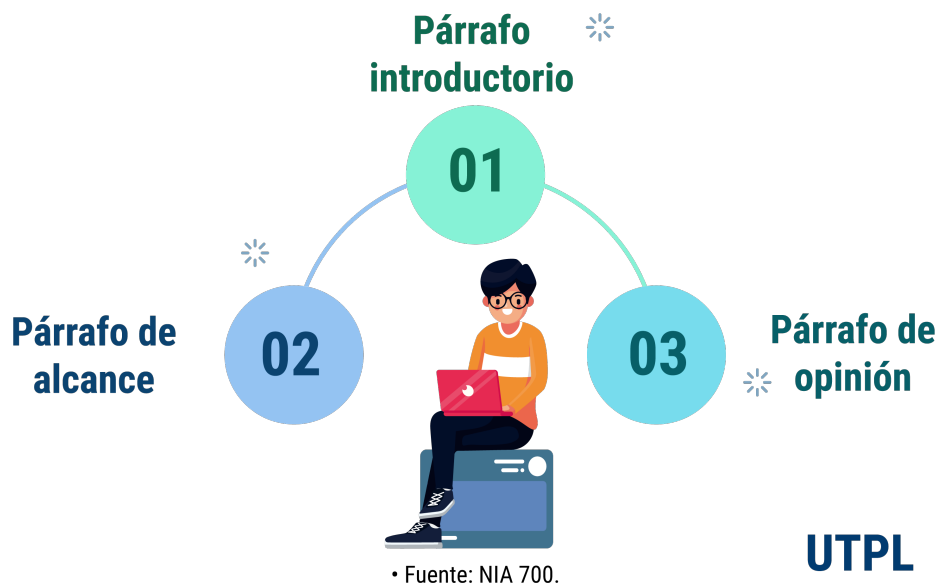 Párrafo
introductorio
01
Párrafo de
alcance
02
03
Párrafo de
opinión
UTPL
• Fuente: NIA 700.